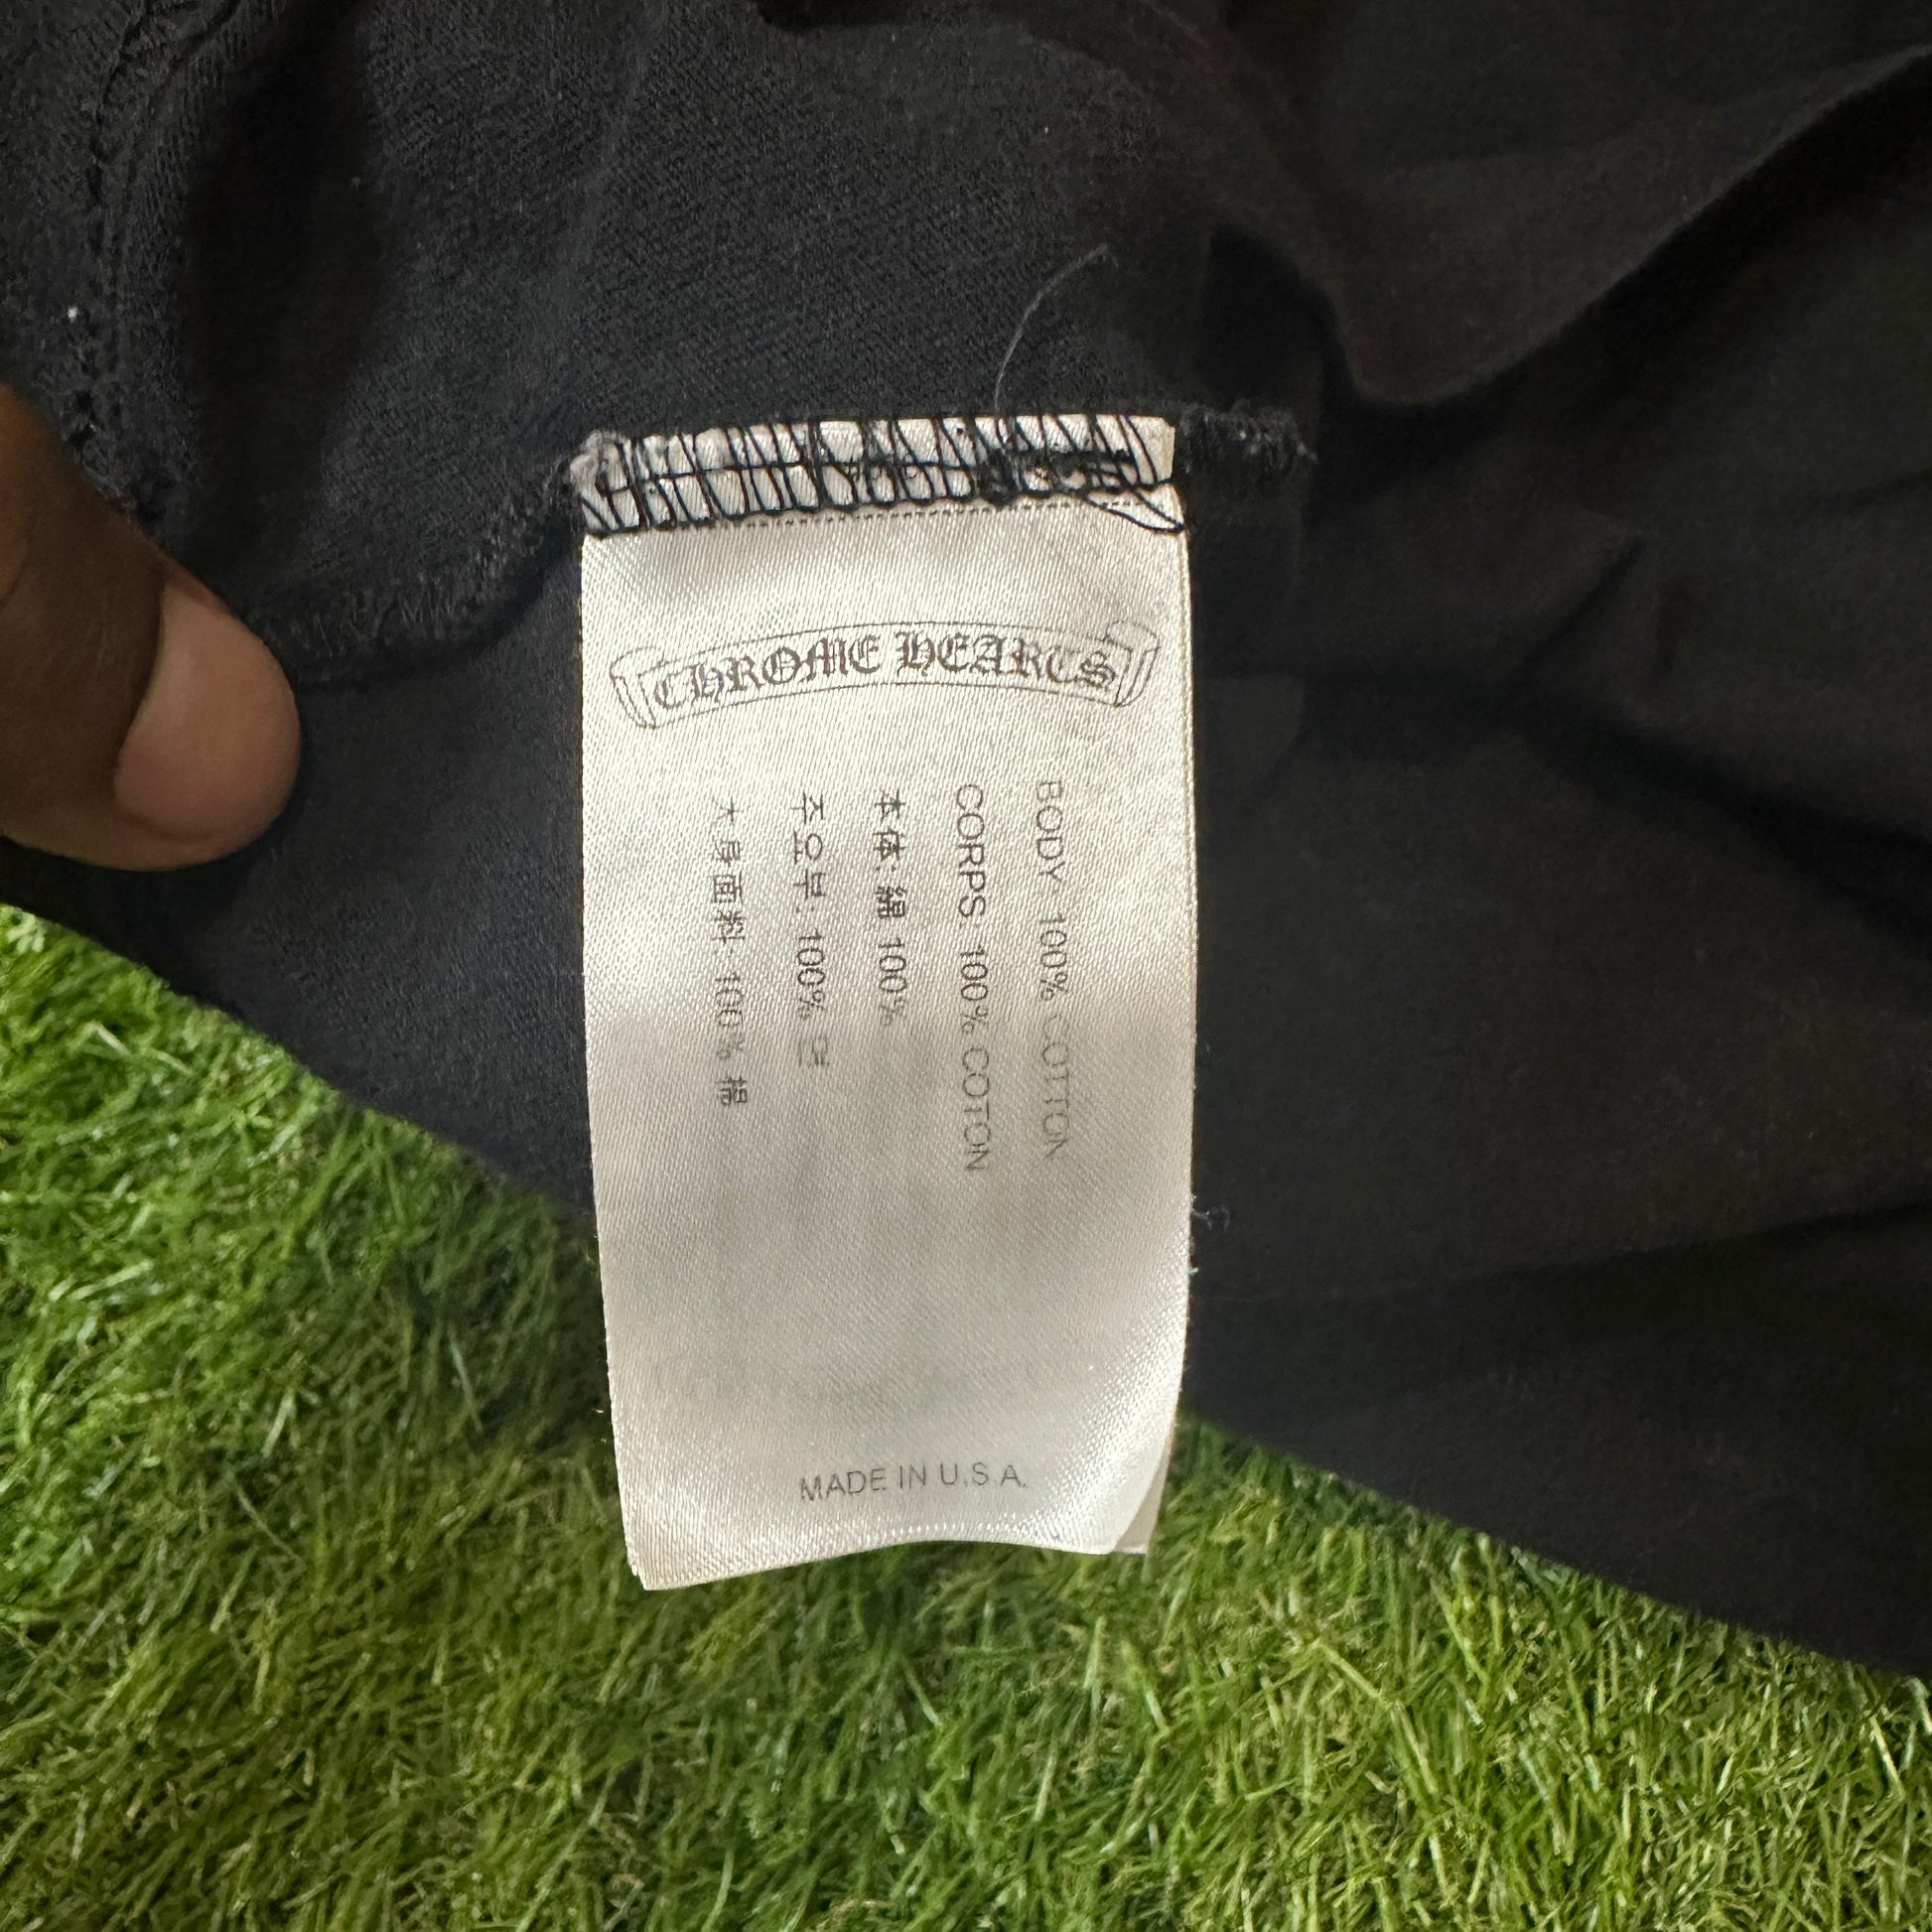 CHROME HEARTS
BODY: 100% COTTON
CORPS: 100% COTON
本体: 綿 100%
주요부: 100% 면
大身面料: 100% 棉
MADE IN U.S.A.